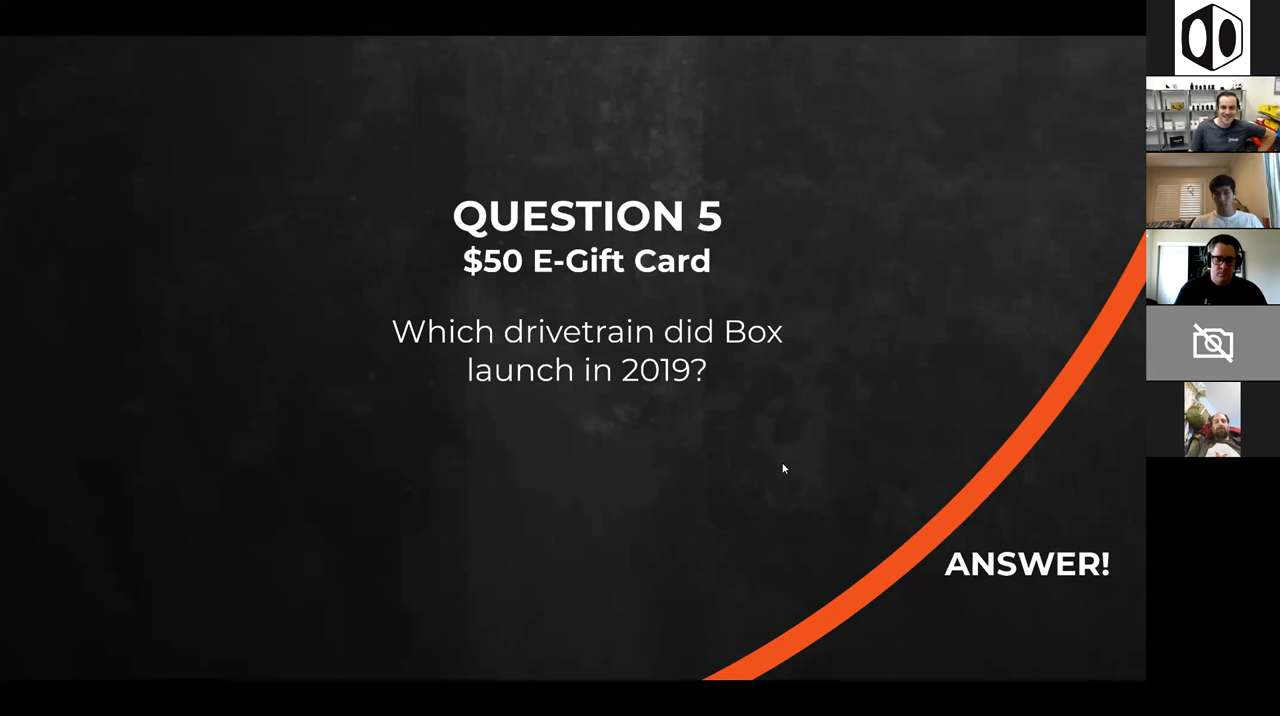 QUESTION 5
$50 E-Gift Card
Which drivetrain did Box
launch in 2019?
ANSWER!